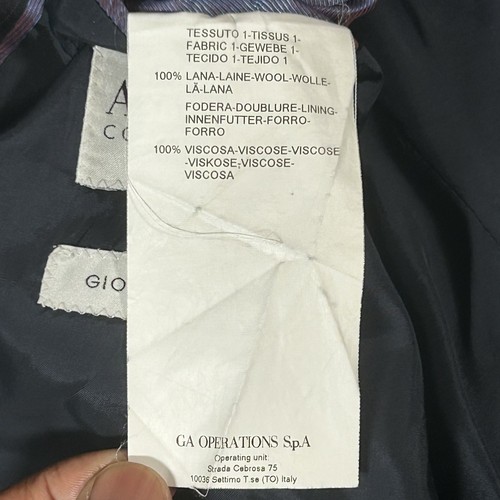 TESSUTO 1-TISSUS 1-
FABRIC 1-GEWEBE 1-
TECIDO 1-TEJIDO 1
100% LANA-LAINE-WOOL-WOLLE-
LÃ-LANA
FODERA-DOUBLURE-LINING-
INNENFUTTER-FORRO-
FORRO
100% VISCOSA-VISCOSE-VISCOSE
-VISKOSE-VISCOSE-
VISCOSA
A
CO
GIO
GA OPERATIONS S.p.A
Operating unit
Strada Cebrosa 75
10036 Settimo T.se (TO) Italy